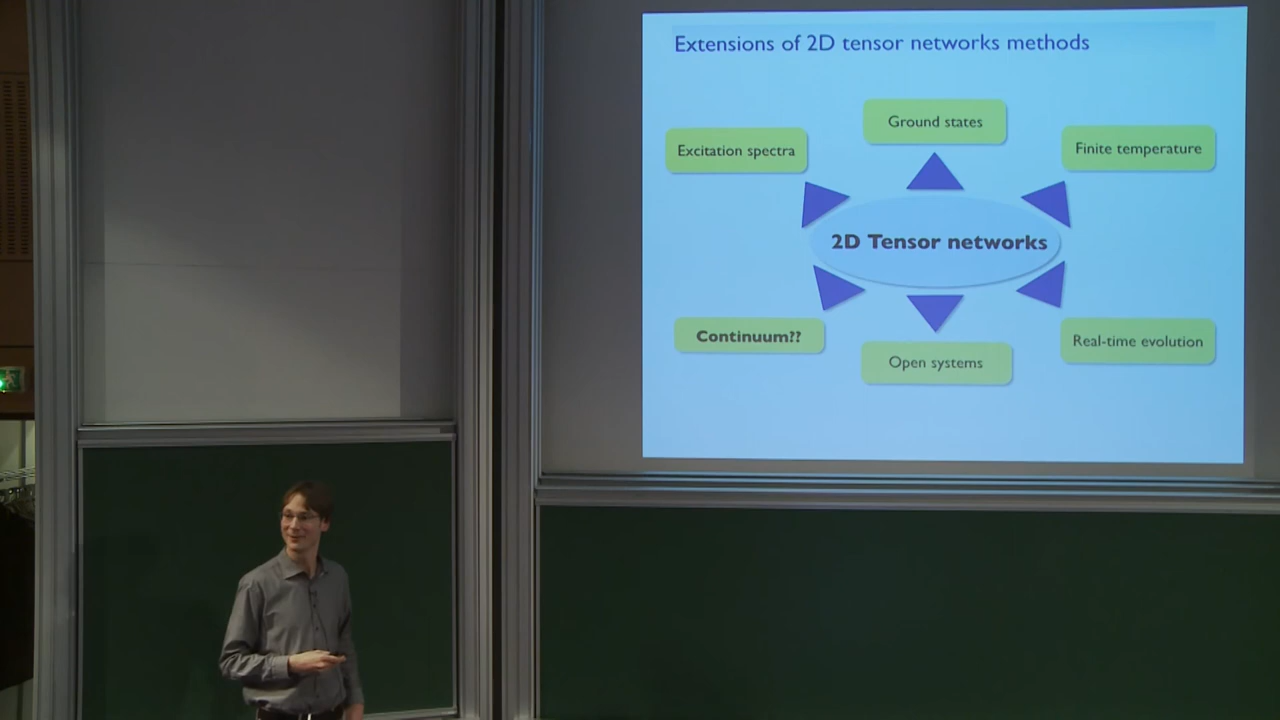 Extensions of 2D tensor networks methods
Ground states
Excitation spectra
Finite temperature
2D Tensor networks
Continuum??
Open systems
Real-time evolution